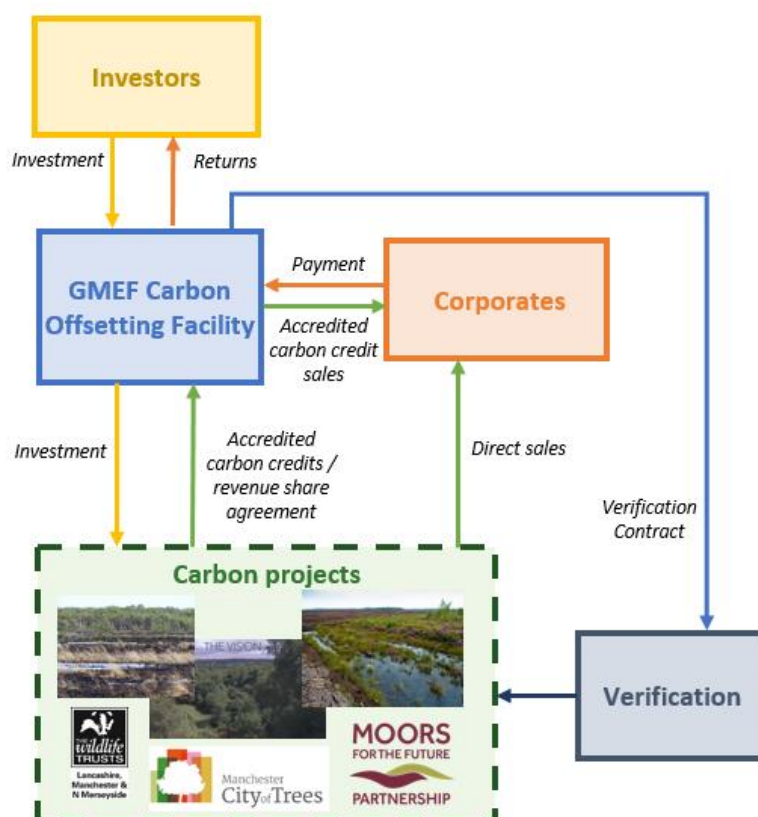 Investors
Investment
Returns
GMEF Carbon
Offsetting Facility
Payment
Corporates
Accredited
carbon credit
sales
Investment
Accredited
carbon credits /
revenue share
agreement
Direct sales
Verification
Contract
Carbon projects
THE VISION
THE
wildlife
TRUSTS
Lancashire,
Manchester &
N Merseyside
Manchester
City of Trees
MOORS
FOR THE FUTURE
PARTNERSHIP
Verification